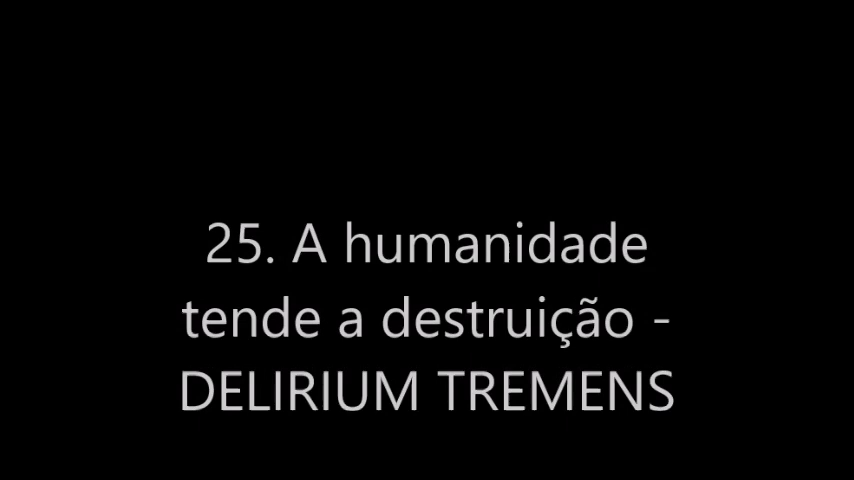 25. A humanidade
tende a destruição -
DELIRIUM TREMENS